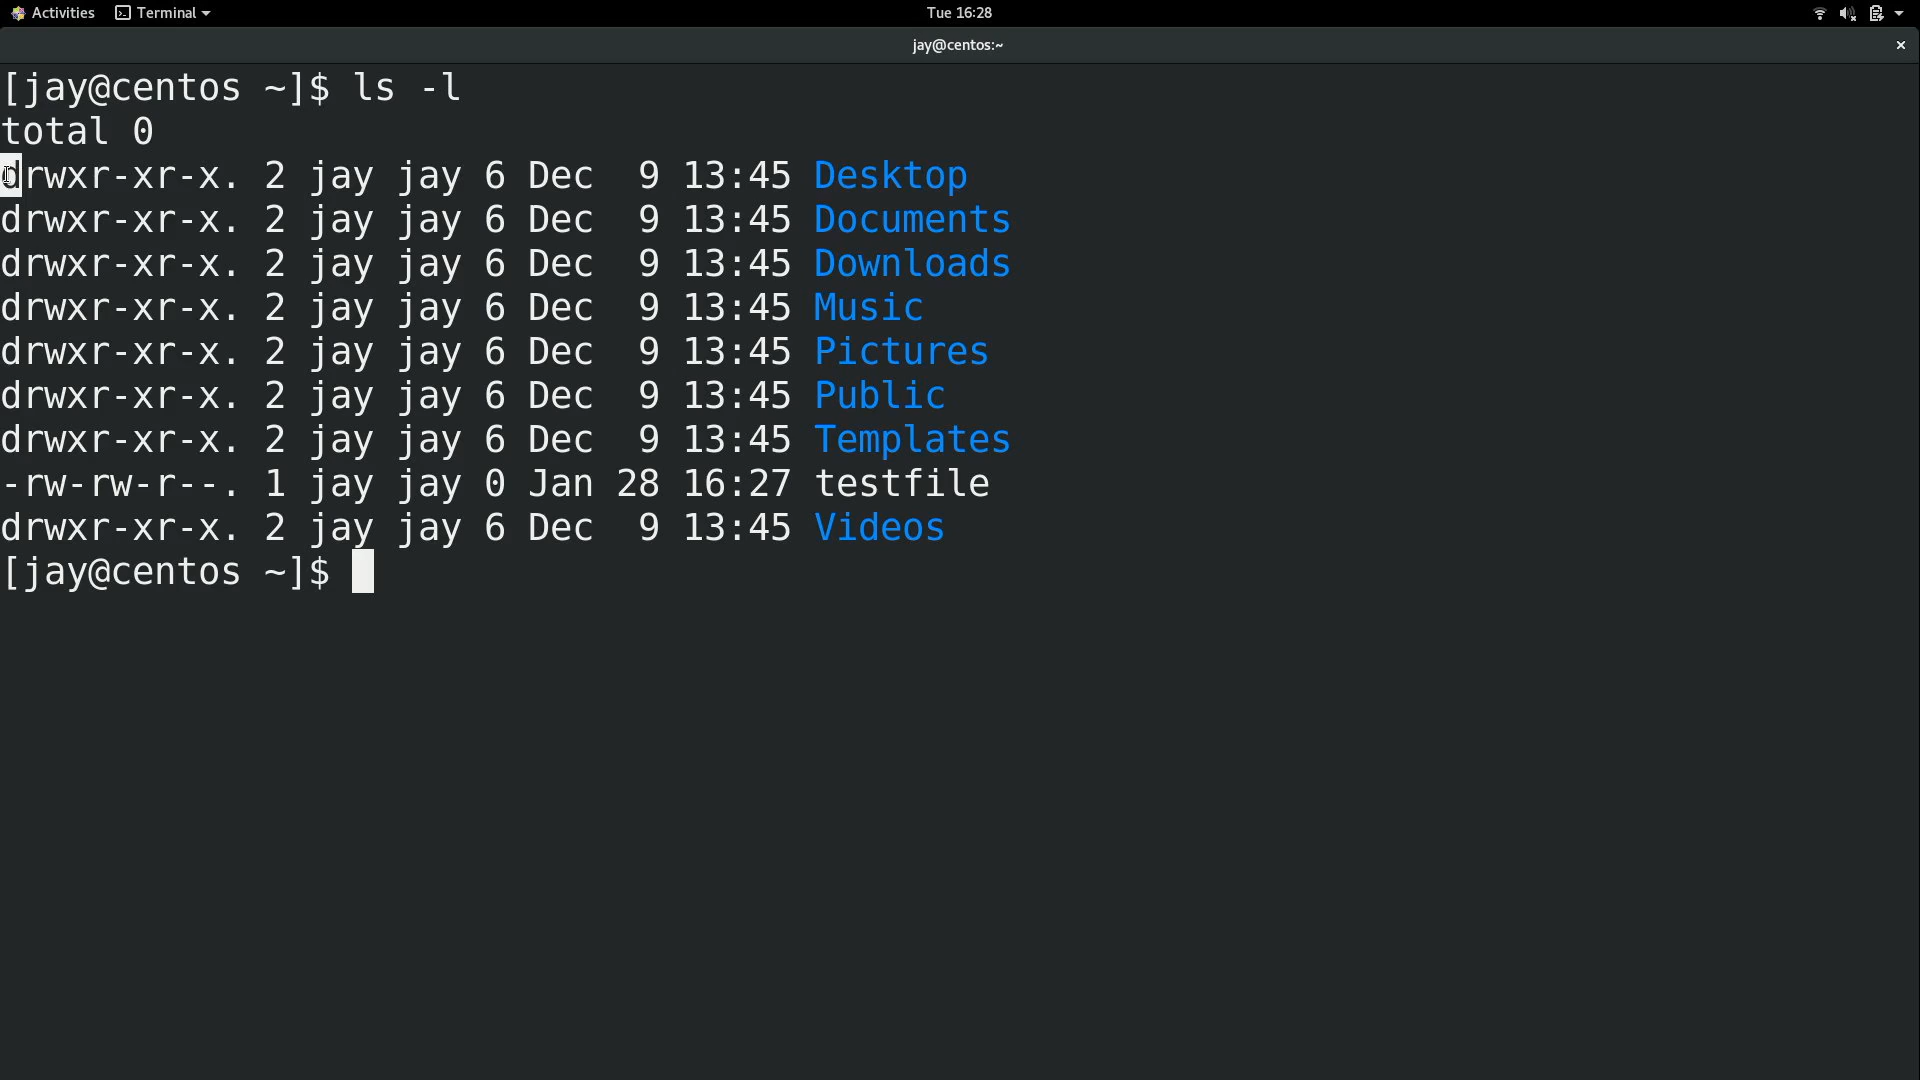 Activities Terminal Tue 16:28
jay@centos:~
[jay@centos ~]$ ls -l
total 0
drwxr-xr-x. 2 jay jay 6 Dec  9 13:45 Desktop
drwxr-xr-x. 2 jay jay 6 Dec  9 13:45 Documents
drwxr-xr-x. 2 jay jay 6 Dec  9 13:45 Downloads
drwxr-xr-x. 2 jay jay 6 Dec  9 13:45 Music
drwxr-xr-x. 2 jay jay 6 Dec  9 13:45 Pictures
drwxr-xr-x. 2 jay jay 6 Dec  9 13:45 Public
drwxr-xr-x. 2 jay jay 6 Dec  9 13:45 Templates
-rw-rw-r--. 1 jay jay 0 Jan 28 16:27 testfile
drwxr-xr-x. 2 jay jay 6 Dec  9 13:45 Videos
[jay@centos ~]$